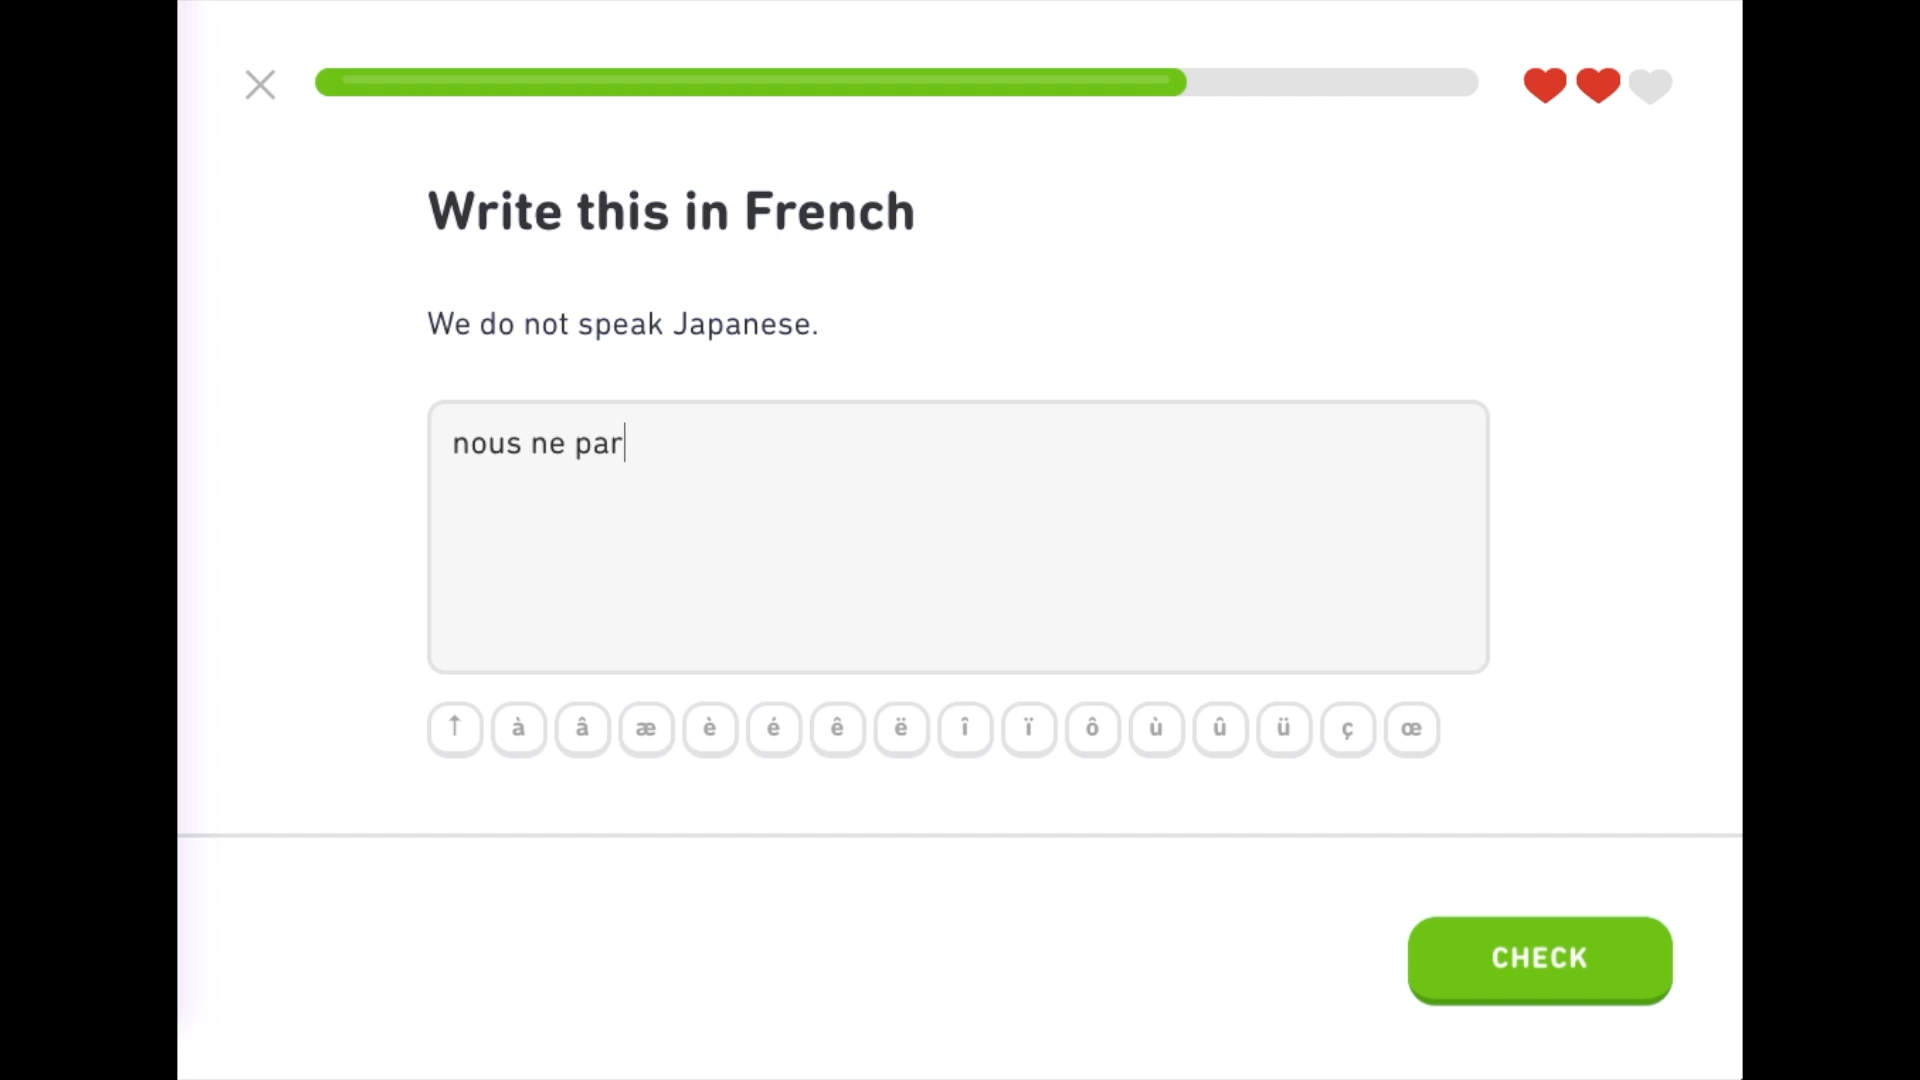 Write this in French
We do not speak Japanese.
nous ne par
↑ à â æ è é ê ë î ï ô ù û ü ç œ
CHECK